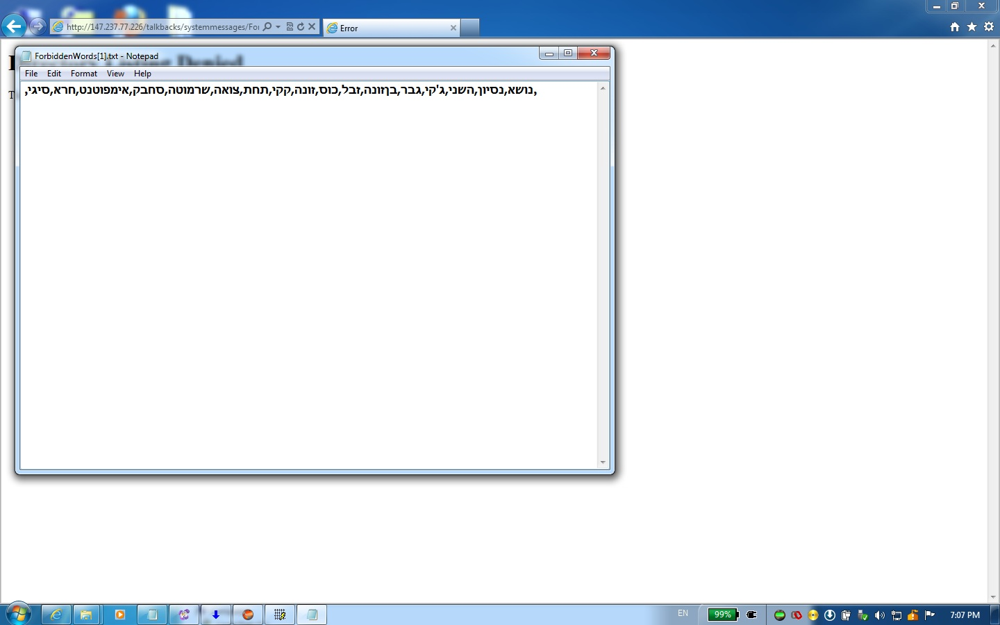 http://147.237.77.226/talkbacks/systemmessages/For
Error
ForbiddenWords[1].txt - Notepad
File Edit Format View Help
,נושא,נסיון,השני,ג'קי,גבר,בןזונה,זבל,כוס,זונה,קקי,תחת,צואה,שרמוטה,סחבק,אימפוטנט,חרא,סיגי,
EN
99%
7:07 PM